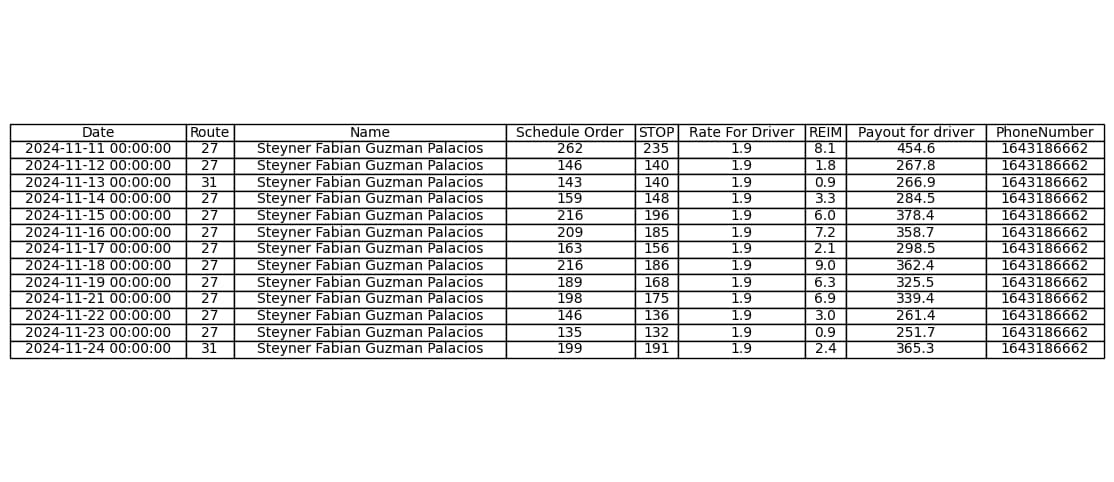 Date Route Name Schedule Order STOP Rate For Driver REIM Payout for driver PhoneNumber
2024-11-11 00:00:00 27 Steyner Fabian Guzman Palacios 262 235 1.9 8.1 454.6 1643186662
2024-11-12 00:00:00 27 Steyner Fabian Guzman Palacios 146 140 1.9 1.8 267.8 1643186662
2024-11-13 00:00:00 31 Steyner Fabian Guzman Palacios 143 140 1.9 0.9 266.9 1643186662
2024-11-14 00:00:00 27 Steyner Fabian Guzman Palacios 159 148 1.9 3.3 284.5 1643186662
2024-11-15 00:00:00 27 Steyner Fabian Guzman Palacios 216 196 1.9 6.0 378.4 1643186662
2024-11-16 00:00:00 27 Steyner Fabian Guzman Palacios 209 185 1.9 7.2 358.7 1643186662
2024-11-17 00:00:00 27 Steyner Fabian Guzman Palacios 163 156 1.9 2.1 298.5 1643186662
2024-11-18 00:00:00 27 Steyner Fabian Guzman Palacios 216 186 1.9 9.0 362.4 1643186662
2024-11-19 00:00:00 27 Steyner Fabian Guzman Palacios 189 168 1.9 6.3 325.5 1643186662
2024-11-21 00:00:00 27 Steyner Fabian Guzman Palacios 198 175 1.9 6.9 339.4 1643186662
2024-11-22 00:00:00 27 Steyner Fabian Guzman Palacios 146 136 1.9 3.0 261.4 1643186662
2024-11-23 00:00:00 27 Steyner Fabian Guzman Palacios 135 132 1.9 0.9 251.7 1643186662
2024-11-24 00:00:00 31 Steyner Fabian Guzman Palacios 199 191 1.9 2.4 365.3 1643186662